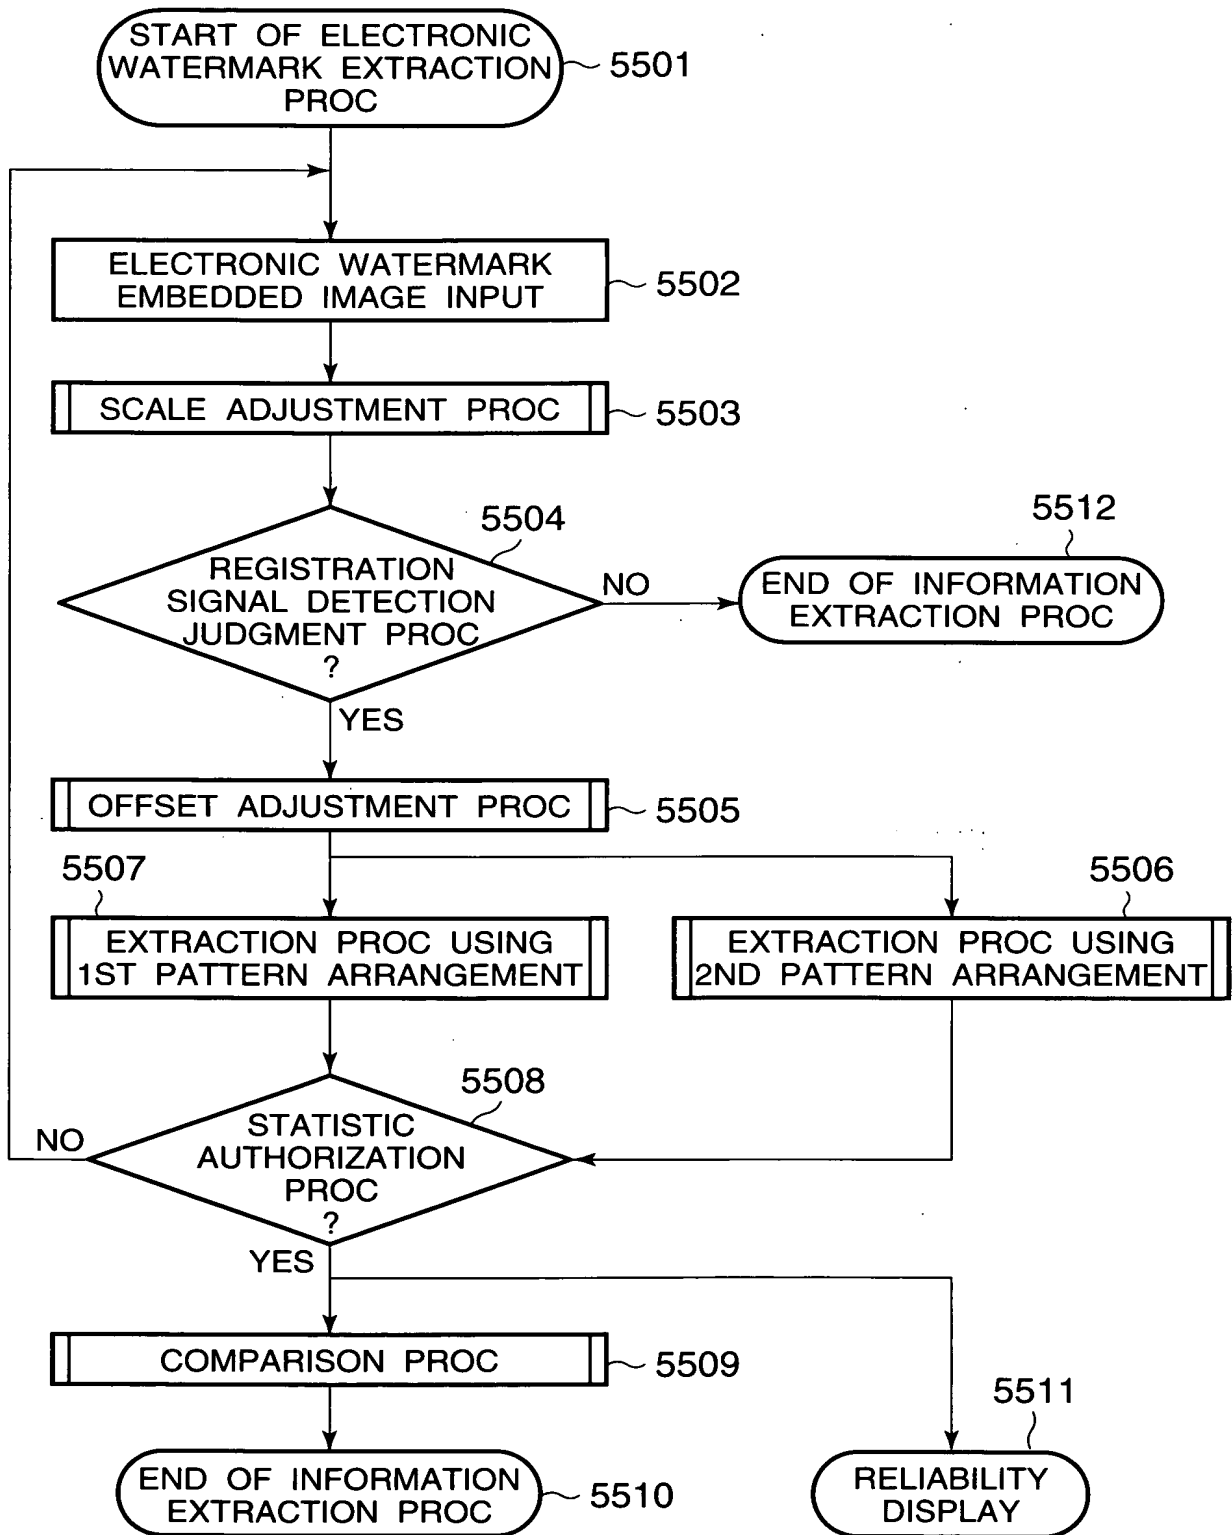 START OF ELECTRONIC
WATERMARK EXTRACTION
PROC
5501
ELECTRONIC WATERMARK
EMBEDDED IMAGE INPUT
5502
SCALE ADJUSTMENT PROC
5503
5504
REGISTRATION
SIGNAL DETECTION
JUDGMENT PROC
?
NO
YES
5512
END OF INFORMATION
EXTRACTION PROC
OFFSET ADJUSTMENT PROC
5505
5507
EXTRACTION PROC USING
1ST PATTERN ARRANGEMENT
5506
EXTRACTION PROC USING
2ND PATTERN ARRANGEMENT
5508
STATISTIC
AUTHORIZATION
PROC
?
NO
YES
COMPARISON PROC
5509
END OF INFORMATION
EXTRACTION PROC
5510
5511
RELIABILITY
DISPLAY